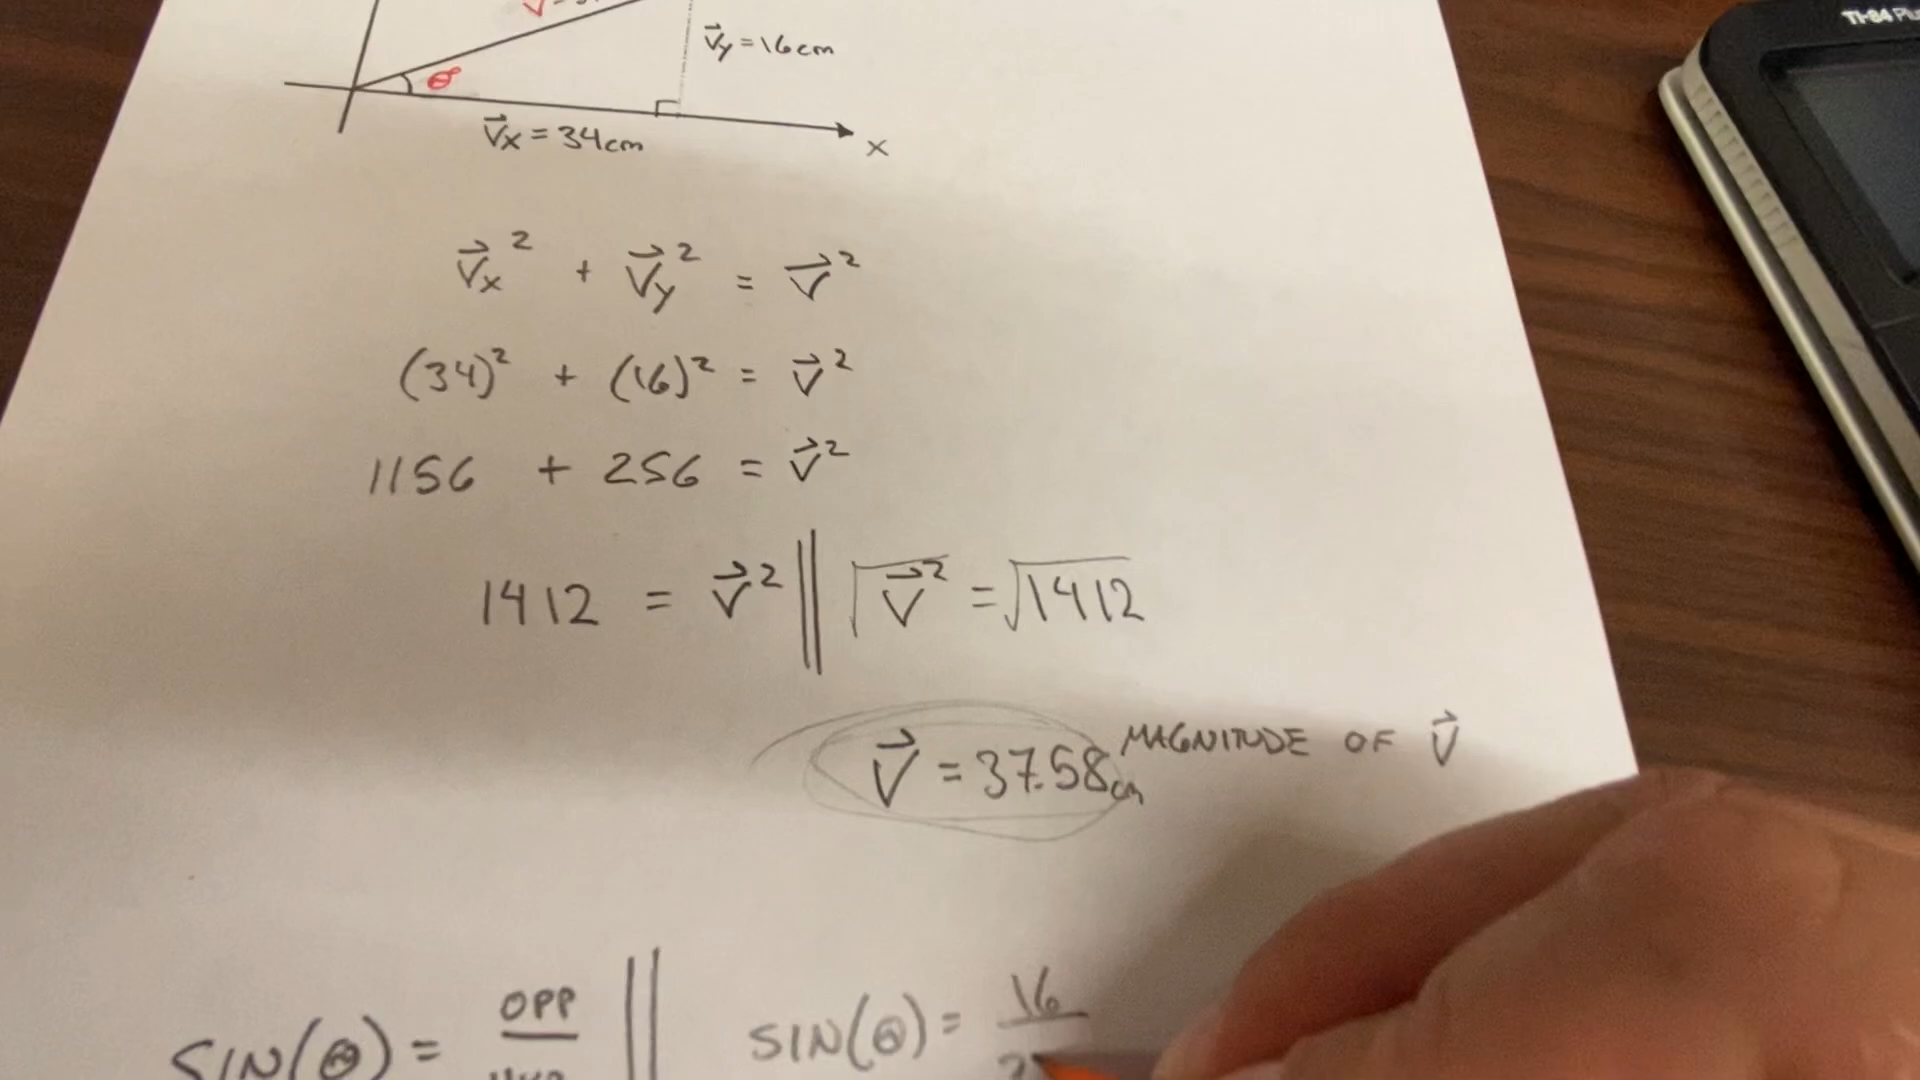 TI-84 Plu
V⃗y = 16cm
θ
V⃗x = 34cm
x
V⃗x² + V⃗y² = V⃗²
(34)² + (16)² = V⃗²
1156 + 256 = V⃗²
1412 = V⃗² || √V⃗² = √1412
V⃗ = 37.58cm MAGNITUDE OF V⃗
SIN(θ) = OPP || SIN(θ) = 16